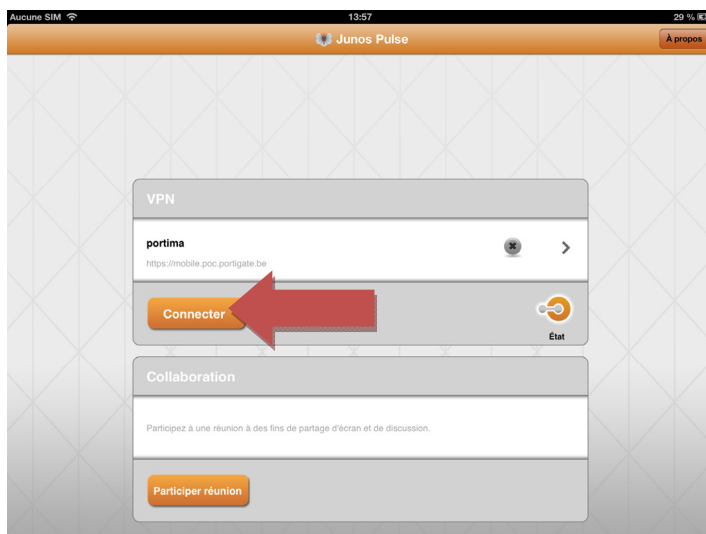 Aucune SIM 13:57 29 %
Junos Pulse À propos
VPN
portima
https://mobile.poc.portigate.be
Connecter
État
Collaboration
Participez à une réunion à des fins de partage d'écran et de discussion.
Participer réunion